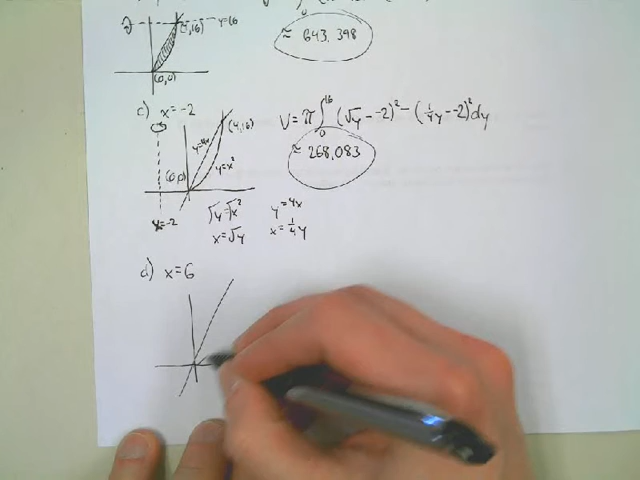 (4,16) y=16
(0,0)
≈ 643.398
c) x=-2
(4,16)
y=4x
y=x²
(0,0)
x=-2
V = π ∫₀¹⁶ (√y - -2)² - (¼y - -2)² dy
≈ 268.083
√y = √x²
x = √y
y = 4x
x = ¼y
d) x=6